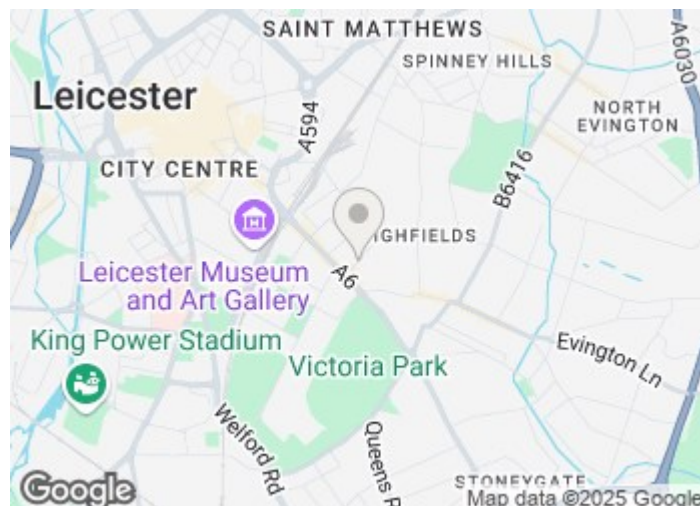 SAINT MATTHEWS
SPINNEY HILLS
A6030
Leicester
A594
NORTH
EVINGTON
CITY CENTRE
B6416
IGHFIELDS
Leicester Museum
and Art Gallery
A6
King Power Stadium
Victoria Park
Evington Ln
Welford Rd
Queens R
STONEYGATE
Google
Map data ©2025 Google